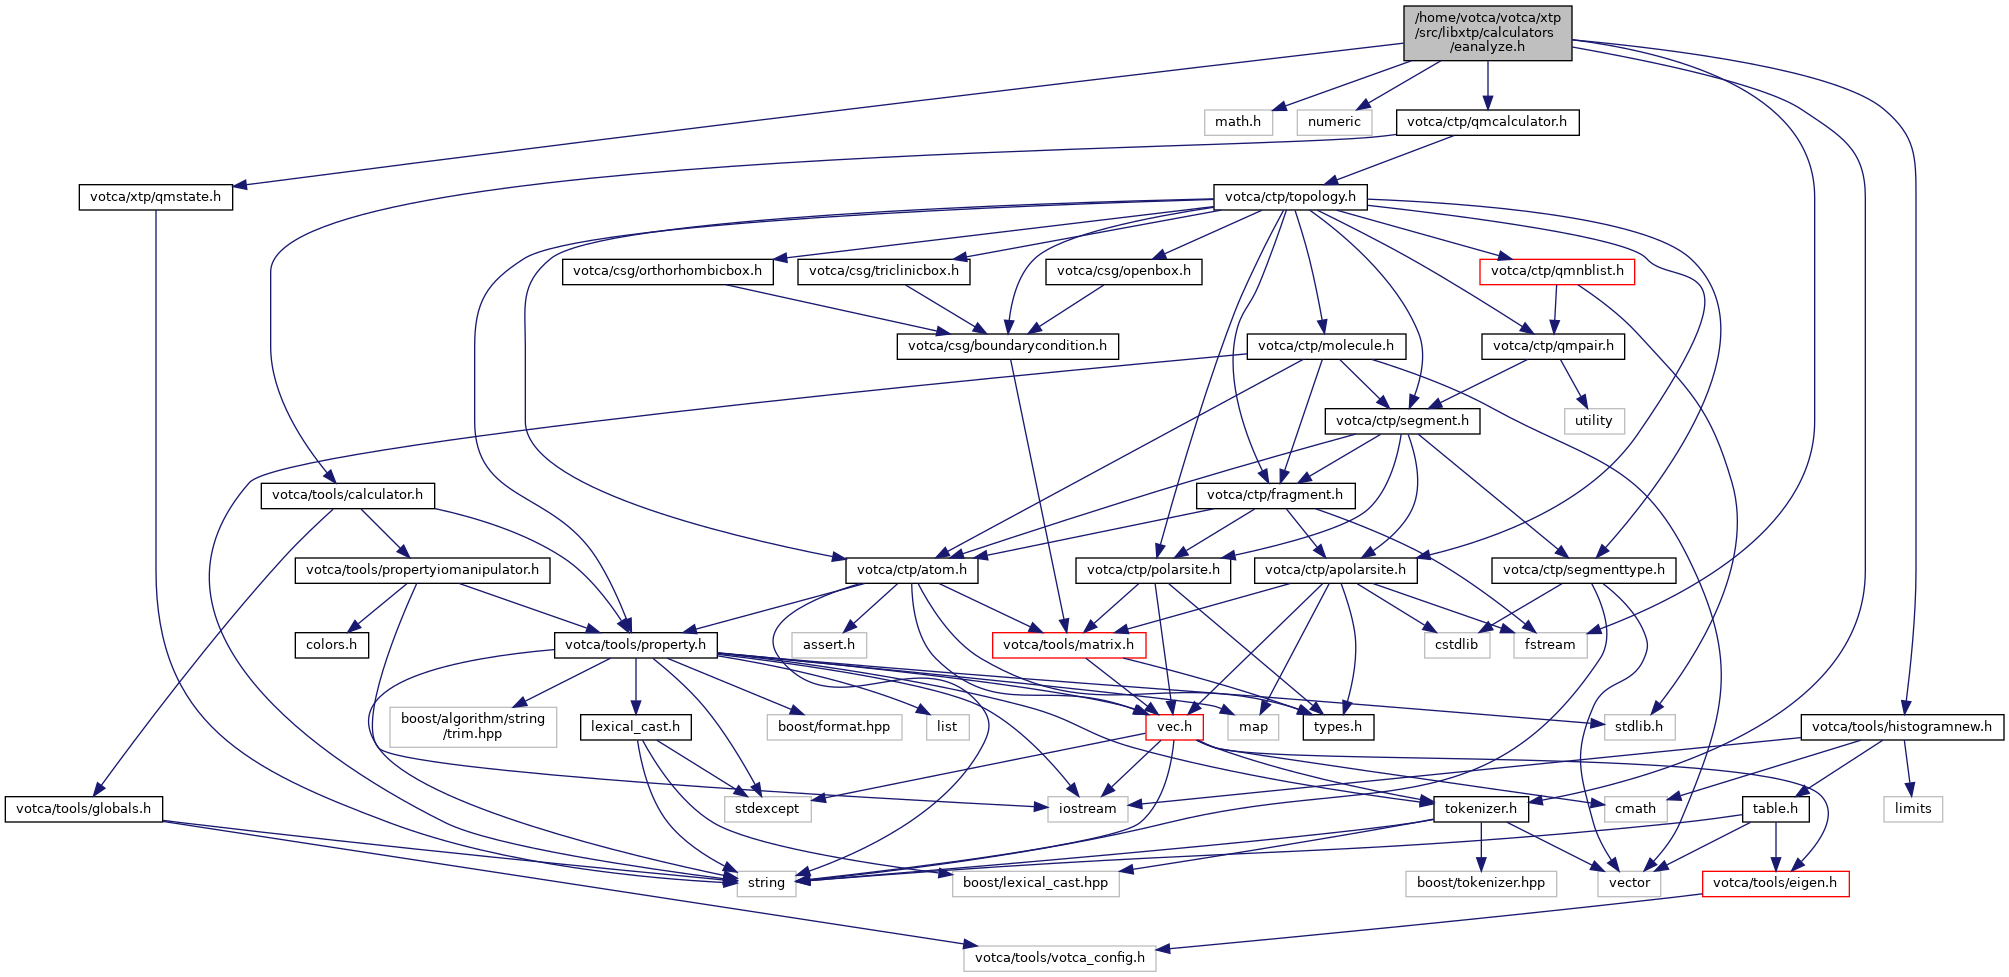 /home/votca/votca/xtp
/src/libxtp/calculators
/eanalyze.h
math.h
numeric
votca/ctp/qmcalculator.h
votca/xtp/qmstate.h
votca/ctp/topology.h
votca/csg/orthorhombicbox.h
votca/csg/triclinicbox.h
votca/csg/openbox.h
votca/ctp/qmnblist.h
votca/csg/boundarycondition.h
votca/ctp/molecule.h
votca/ctp/qmpair.h
votca/ctp/segment.h
utility
votca/tools/calculator.h
votca/ctp/fragment.h
votca/tools/propertyiomanipulator.h
votca/ctp/atom.h
votca/ctp/polarsite.h
votca/ctp/apolarsite.h
votca/ctp/segmenttype.h
colors.h
votca/tools/property.h
assert.h
votca/tools/matrix.h
cstdlib
fstream
boost/algorithm/string
/trim.hpp
lexical_cast.h
boost/format.hpp
list
vec.h
map
types.h
stdlib.h
votca/tools/histogramnew.h
votca/tools/globals.h
stdexcept
iostream
tokenizer.h
cmath
table.h
limits
string
boost/lexical_cast.hpp
boost/tokenizer.hpp
vector
votca/tools/eigen.h
votca/tools/votca_config.h